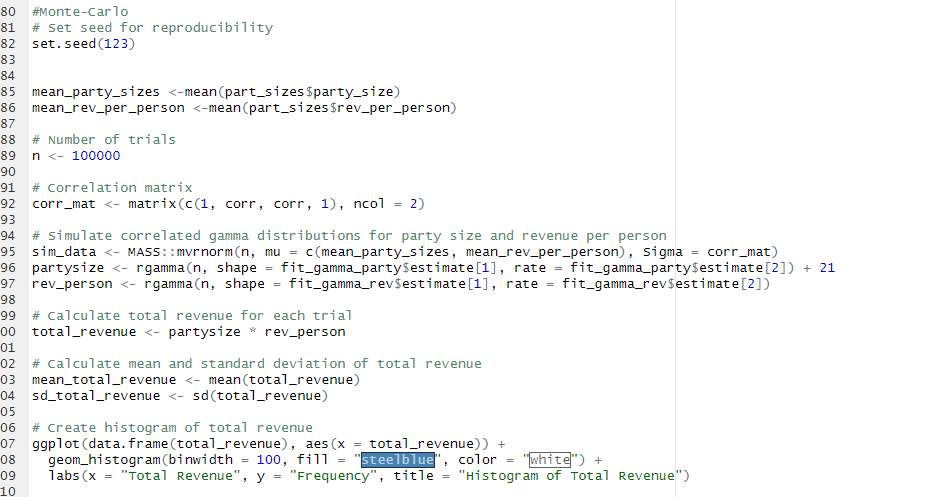 80 #Monte-Carlo
81 # Set seed for reproducibility
82 set.seed(123)
83
84
85 mean_party_sizes <-mean(part_sizes$party_size)
86 mean_rev_per_person <-mean(part_sizes$rev_per_person)
87
88 # Number of trials
89 n <- 100000
90
91 # Correlation matrix
92 corr_mat <- matrix(c(1, corr, corr, 1), ncol = 2)
93
94 # Simulate correlated gamma distributions for party size and revenue per person
95 sim_data <- MASS::mvrnorm(n, mu = c(mean_party_sizes, mean_rev_per_person), Sigma = corr_mat)
96 partysize <- rgamma(n, shape = fit_gamma_party$estimate[1], rate = fit_gamma_party$estimate[2]) + 21
97 rev_person <- rgamma(n, shape = fit_gamma_rev$estimate[1], rate = fit_gamma_rev$estimate[2])
98
99 # Calculate total revenue for each trial
00 total_revenue <- partysize * rev_person
01
02 # Calculate mean and standard deviation of total revenue
03 mean_total_revenue <- mean(total_revenue)
04 sd_total_revenue <- sd(total_revenue)
05
06 # Create histogram of total revenue
07 ggplot(data.frame(total_revenue), aes(x = total_revenue)) +
08 geom_histogram(binwidth = 100, fill = "steelblue", color = "white") +
09 labs(x = "Total Revenue", y = "Frequency", title = "Histogram of Total Revenue")
10